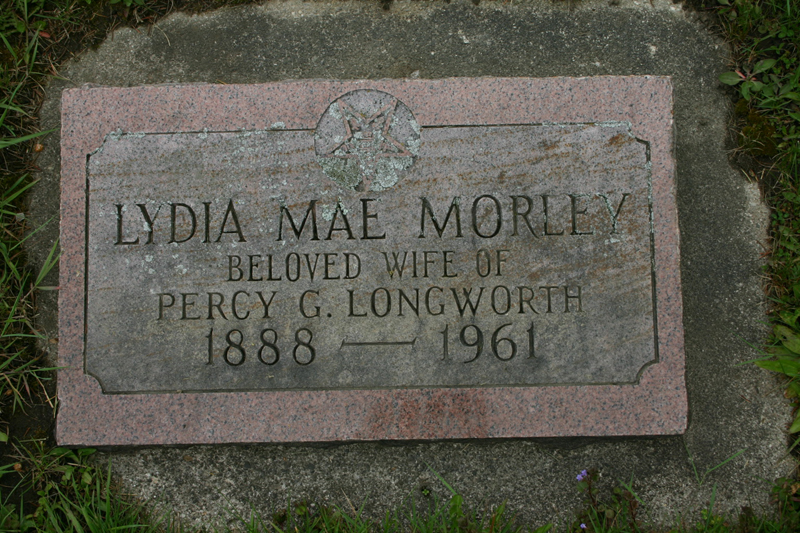 LYDIA MAE MORLEY
BELOVED WIFE OF
PERCY G. LONGWORTH
1888 — 1961